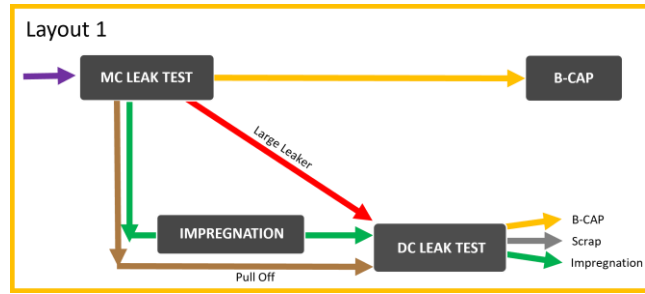 Layout 1
MC LEAK TEST
B-CAP
Large Leaker
IMPREGNATION
DC LEAK TEST
B-CAP
Scrap
Impregnation
Pull Off